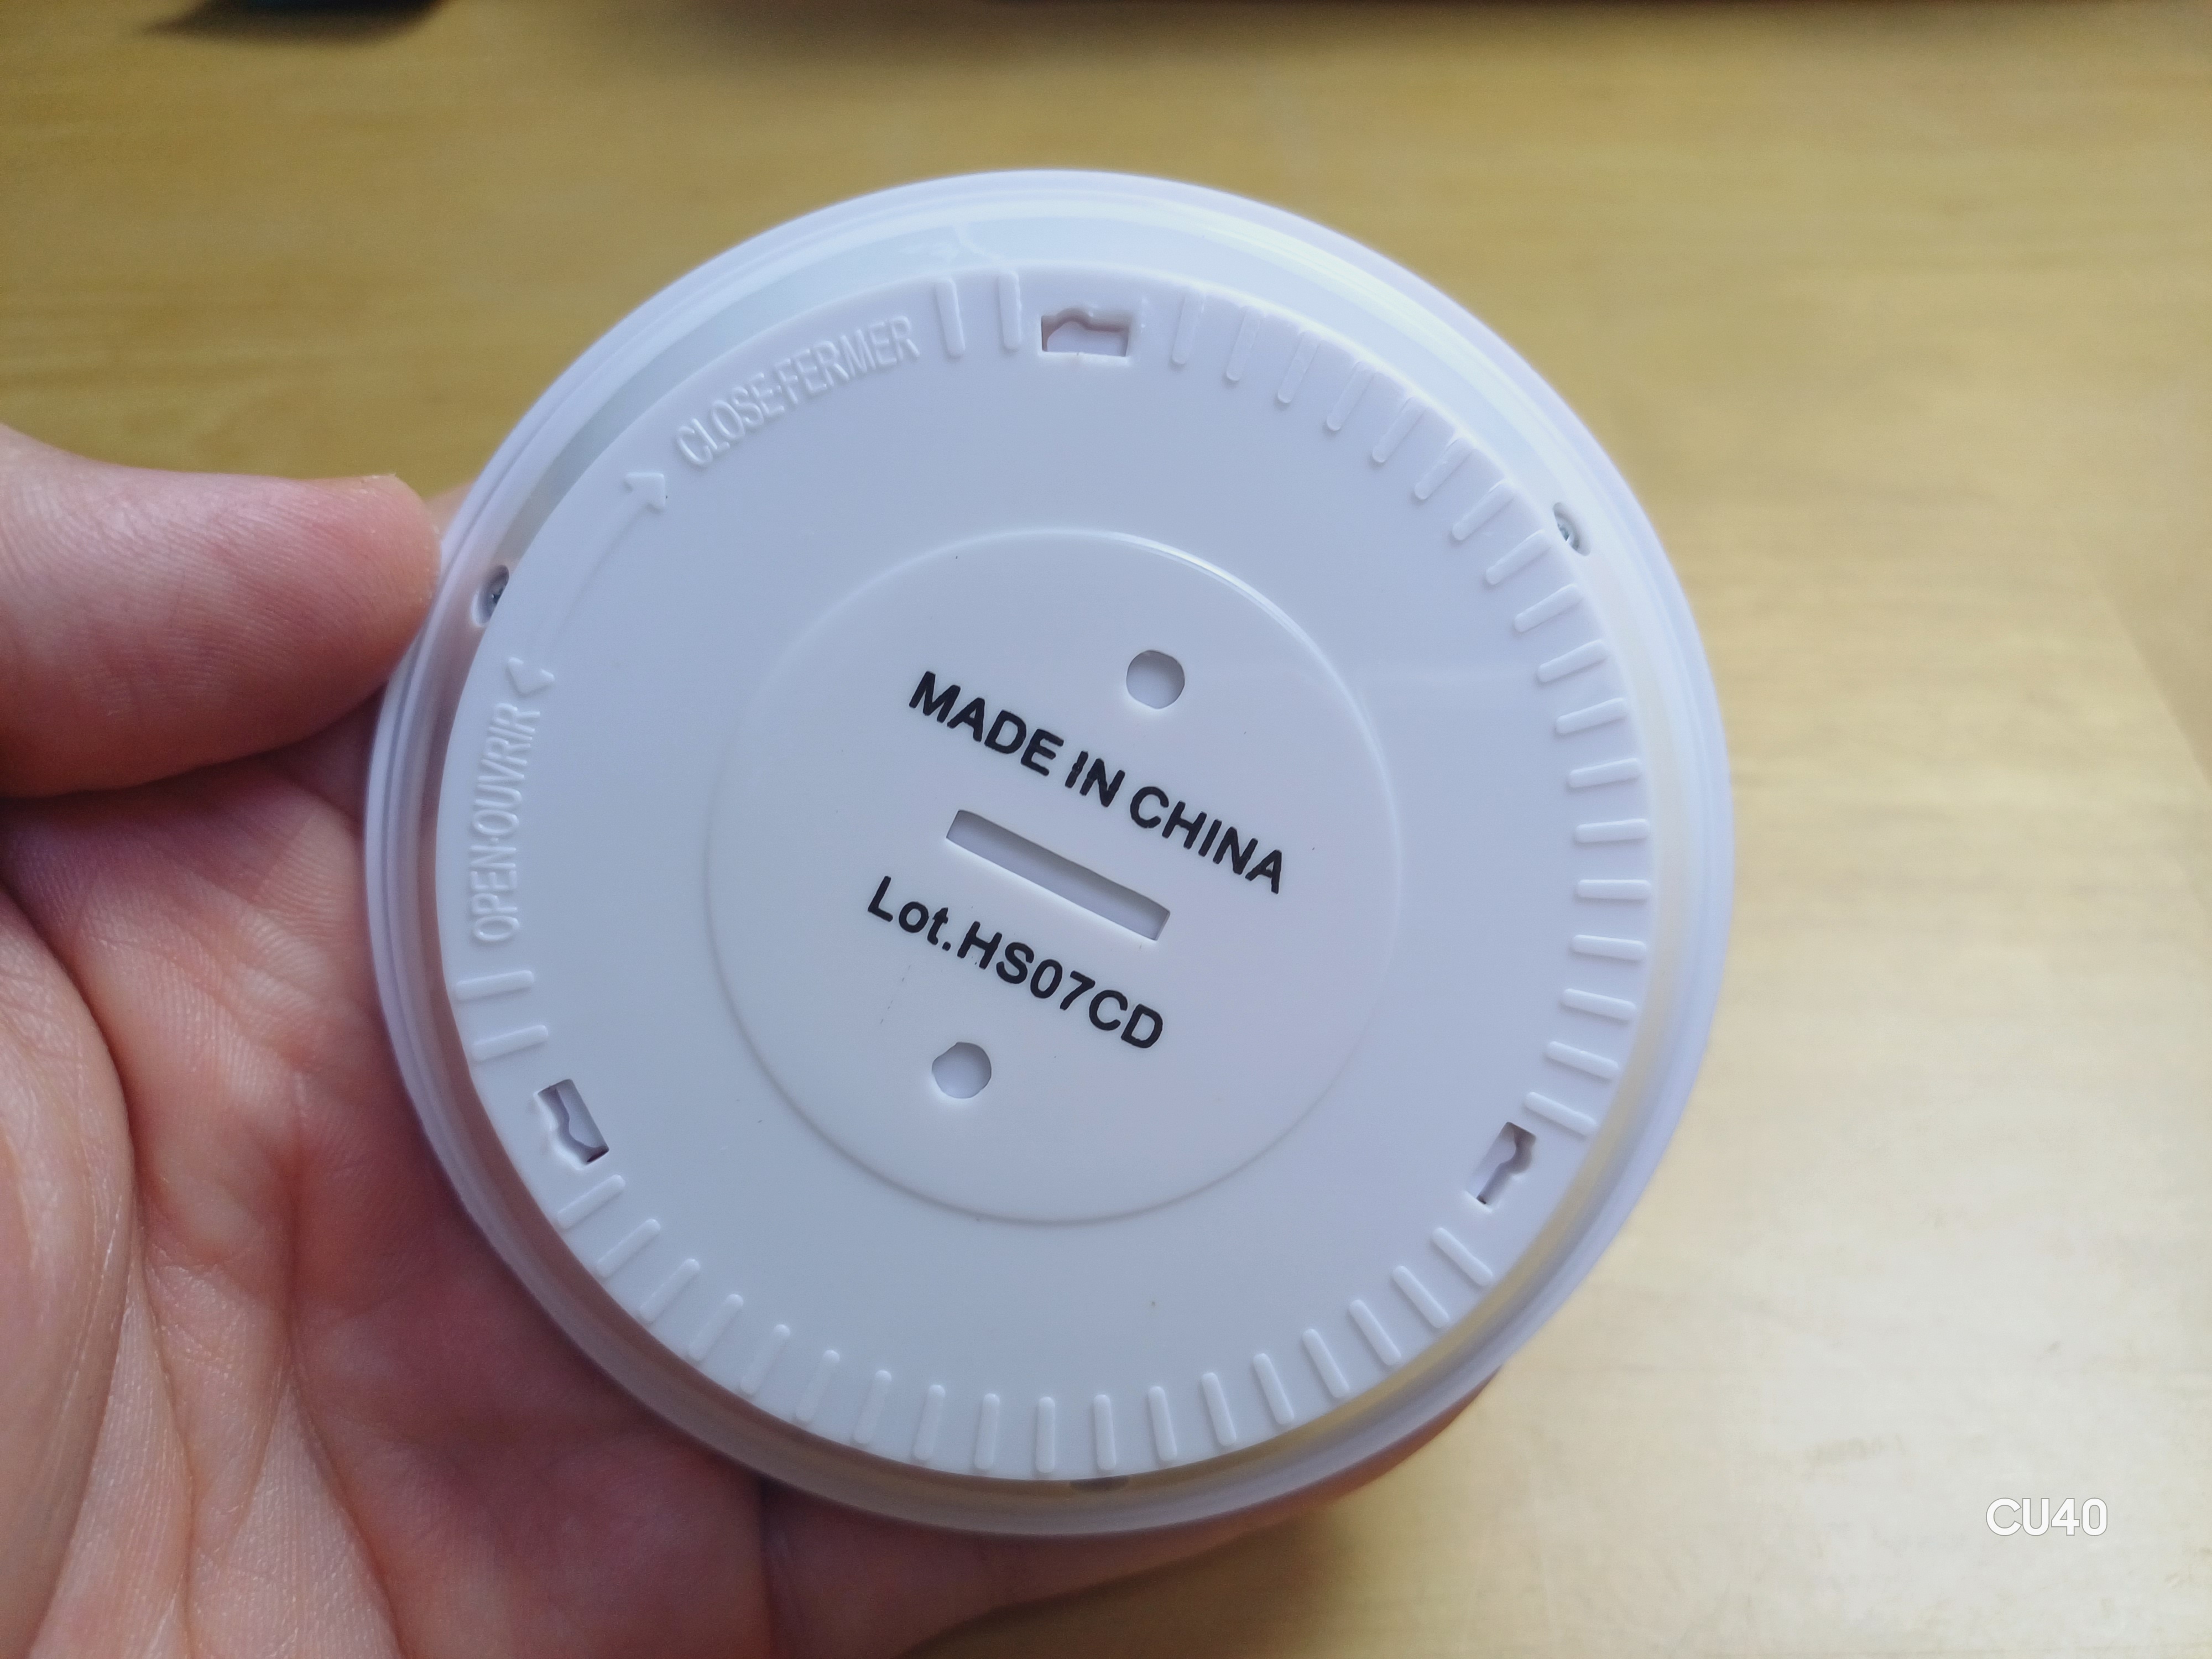 CLOSE·FERMER
OPEN·OUVRIR
MADE IN CHINA
Lot.HS07CD
CU40